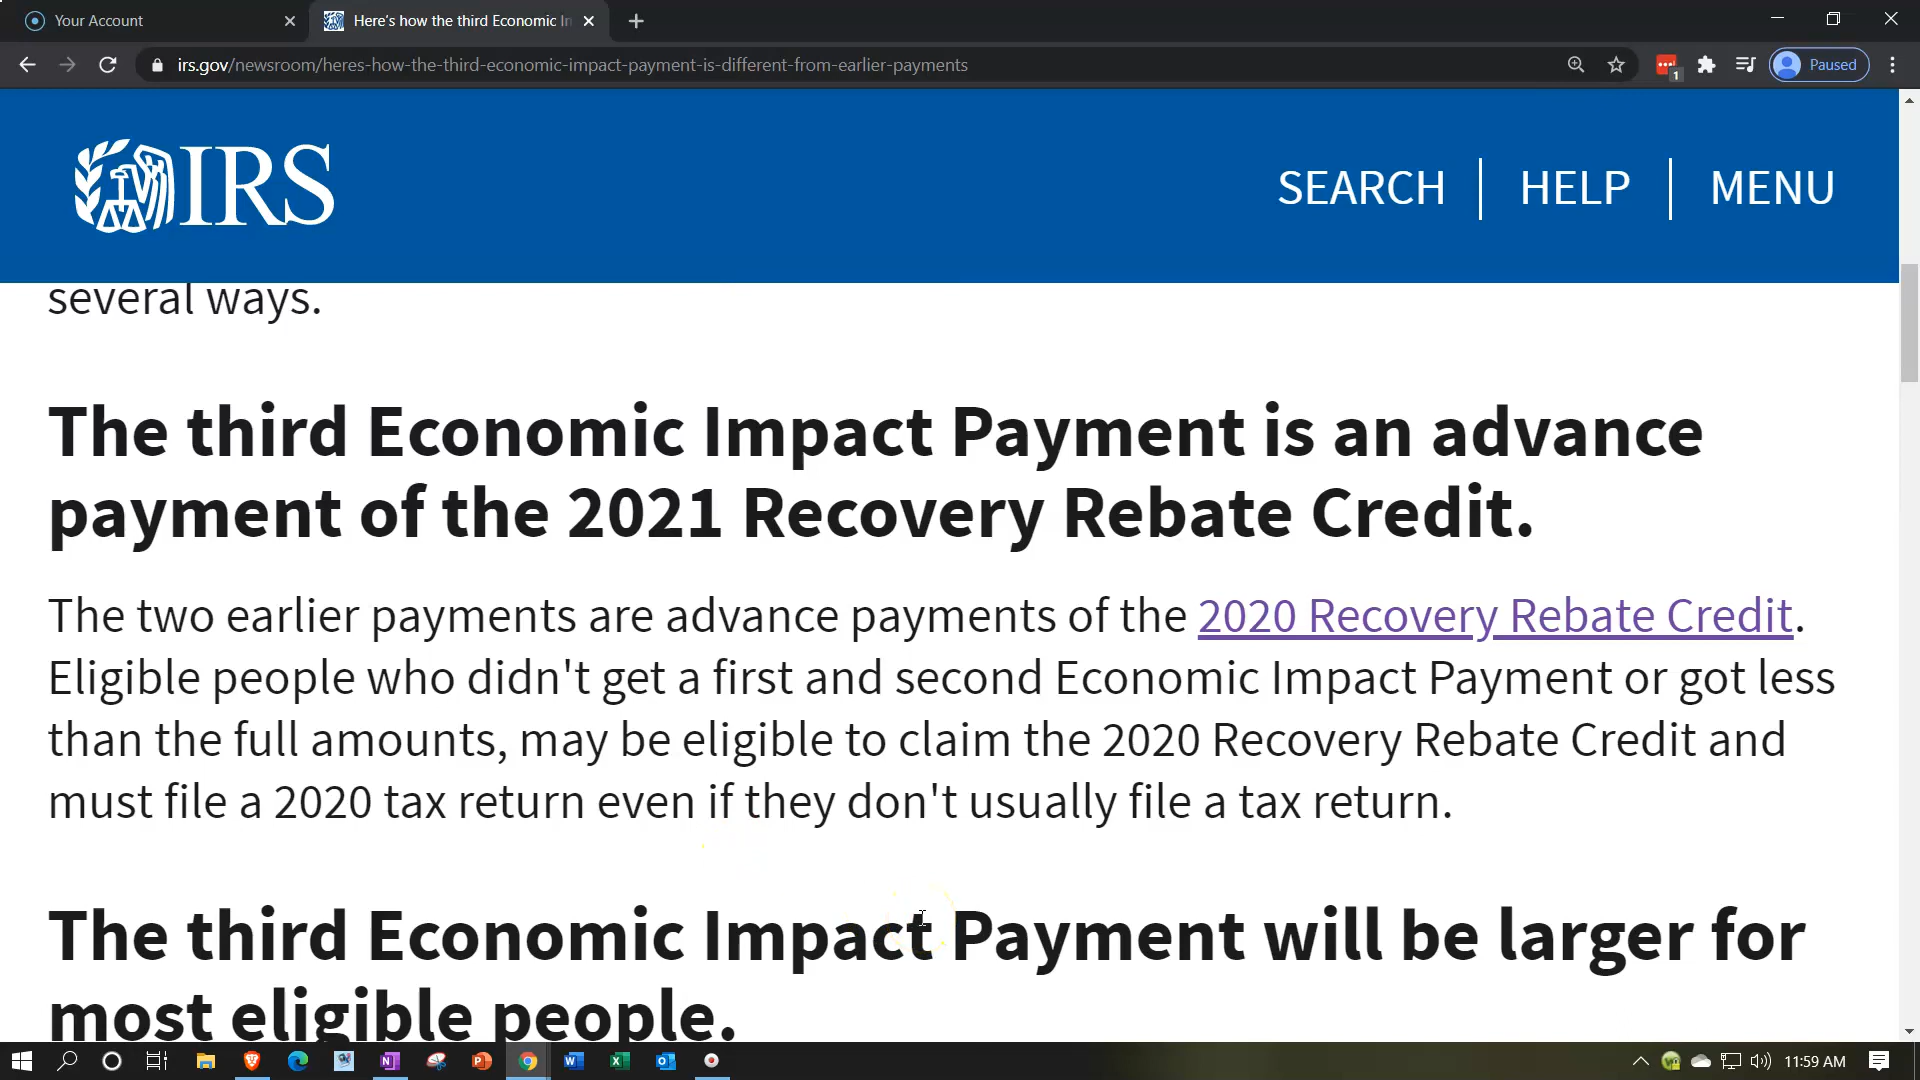 Your Account
Here's how the third Economic In
irs.gov/newsroom/heres-how-the-third-economic-impact-payment-is-different-from-earlier-payments
1
Paused
IRS
SEARCH | HELP | MENU
several ways.
The third Economic Impact Payment is an advance
payment of the 2021 Recovery Rebate Credit.
The two earlier payments are advance payments of the 2020 Recovery Rebate Credit.
Eligible people who didn't get a first and second Economic Impact Payment or got less
than the full amounts, may be eligible to claim the 2020 Recovery Rebate Credit and
must file a 2020 tax return even if they don't usually file a tax return.
The third Economic Impact Payment will be larger for
most eligible people.
11:59 AM